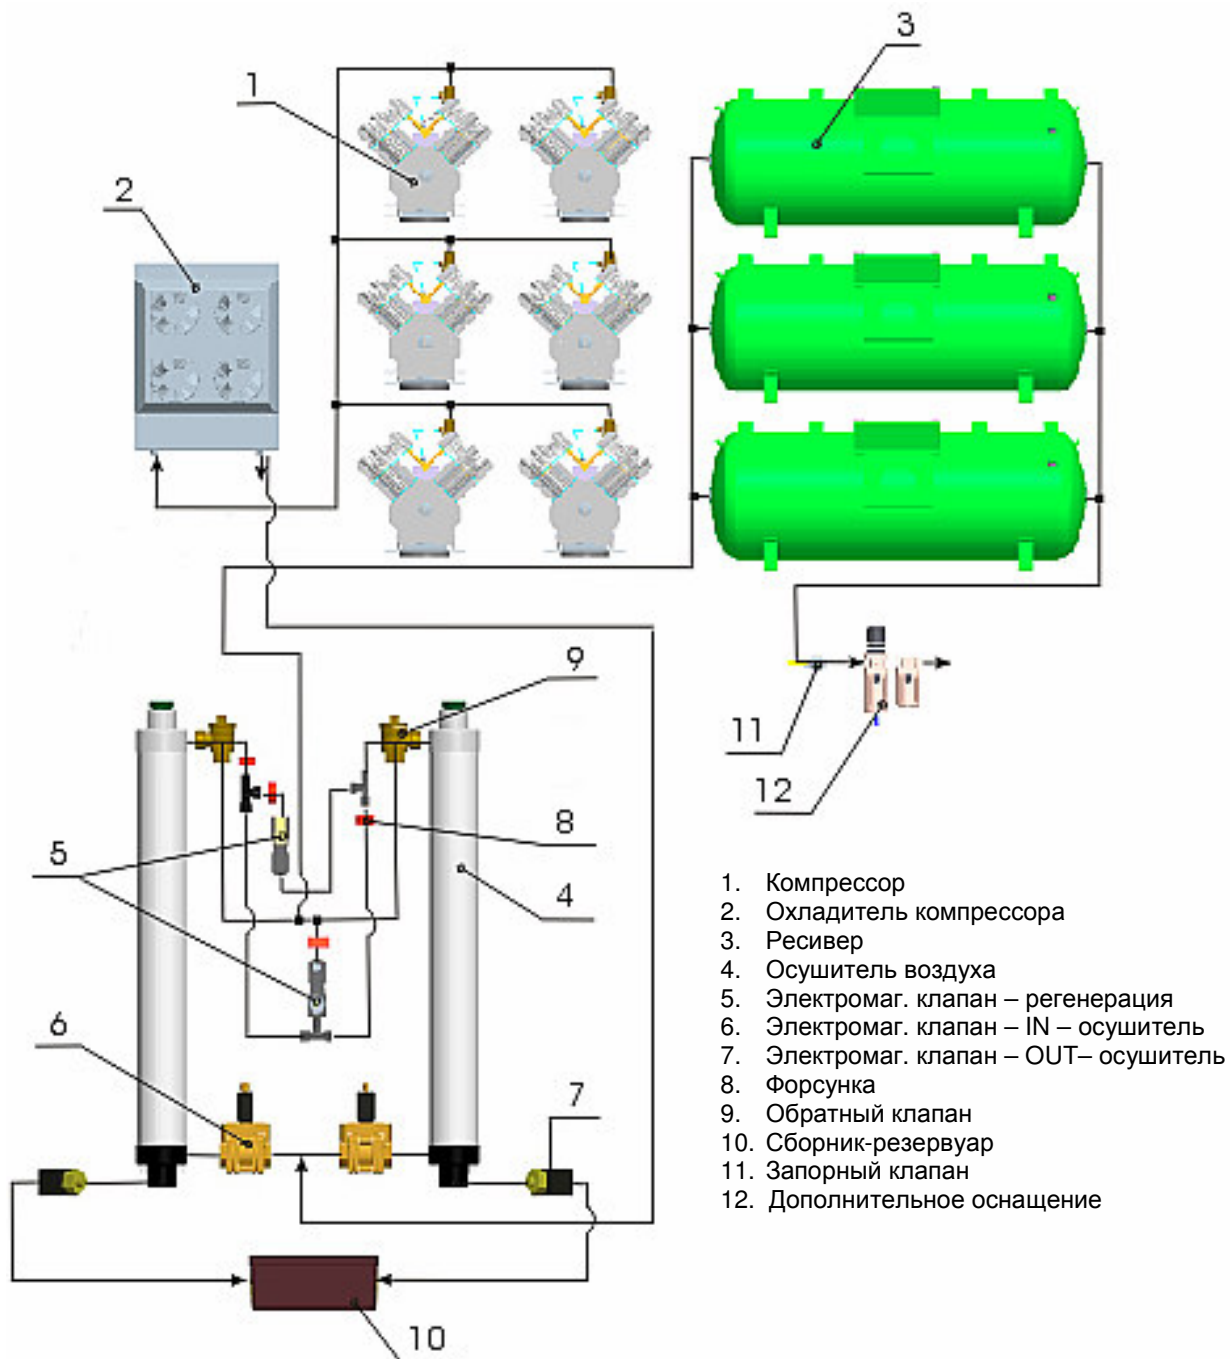 3
1
2
9
11
12
8
5
4
6
7
10
1. Компрессор
2. Охладитель компрессора
3. Ресивер
4. Осушитель воздуха
5. Электромаг. клапан – регенерация
6. Электромаг. клапан – IN – осушитель
7. Электромаг. клапан – OUT– осушитель
8. Форсунка
9. Обратный клапан
10. Сборник-резервуар
11. Запорный клапан
12. Дополнительное оснащение